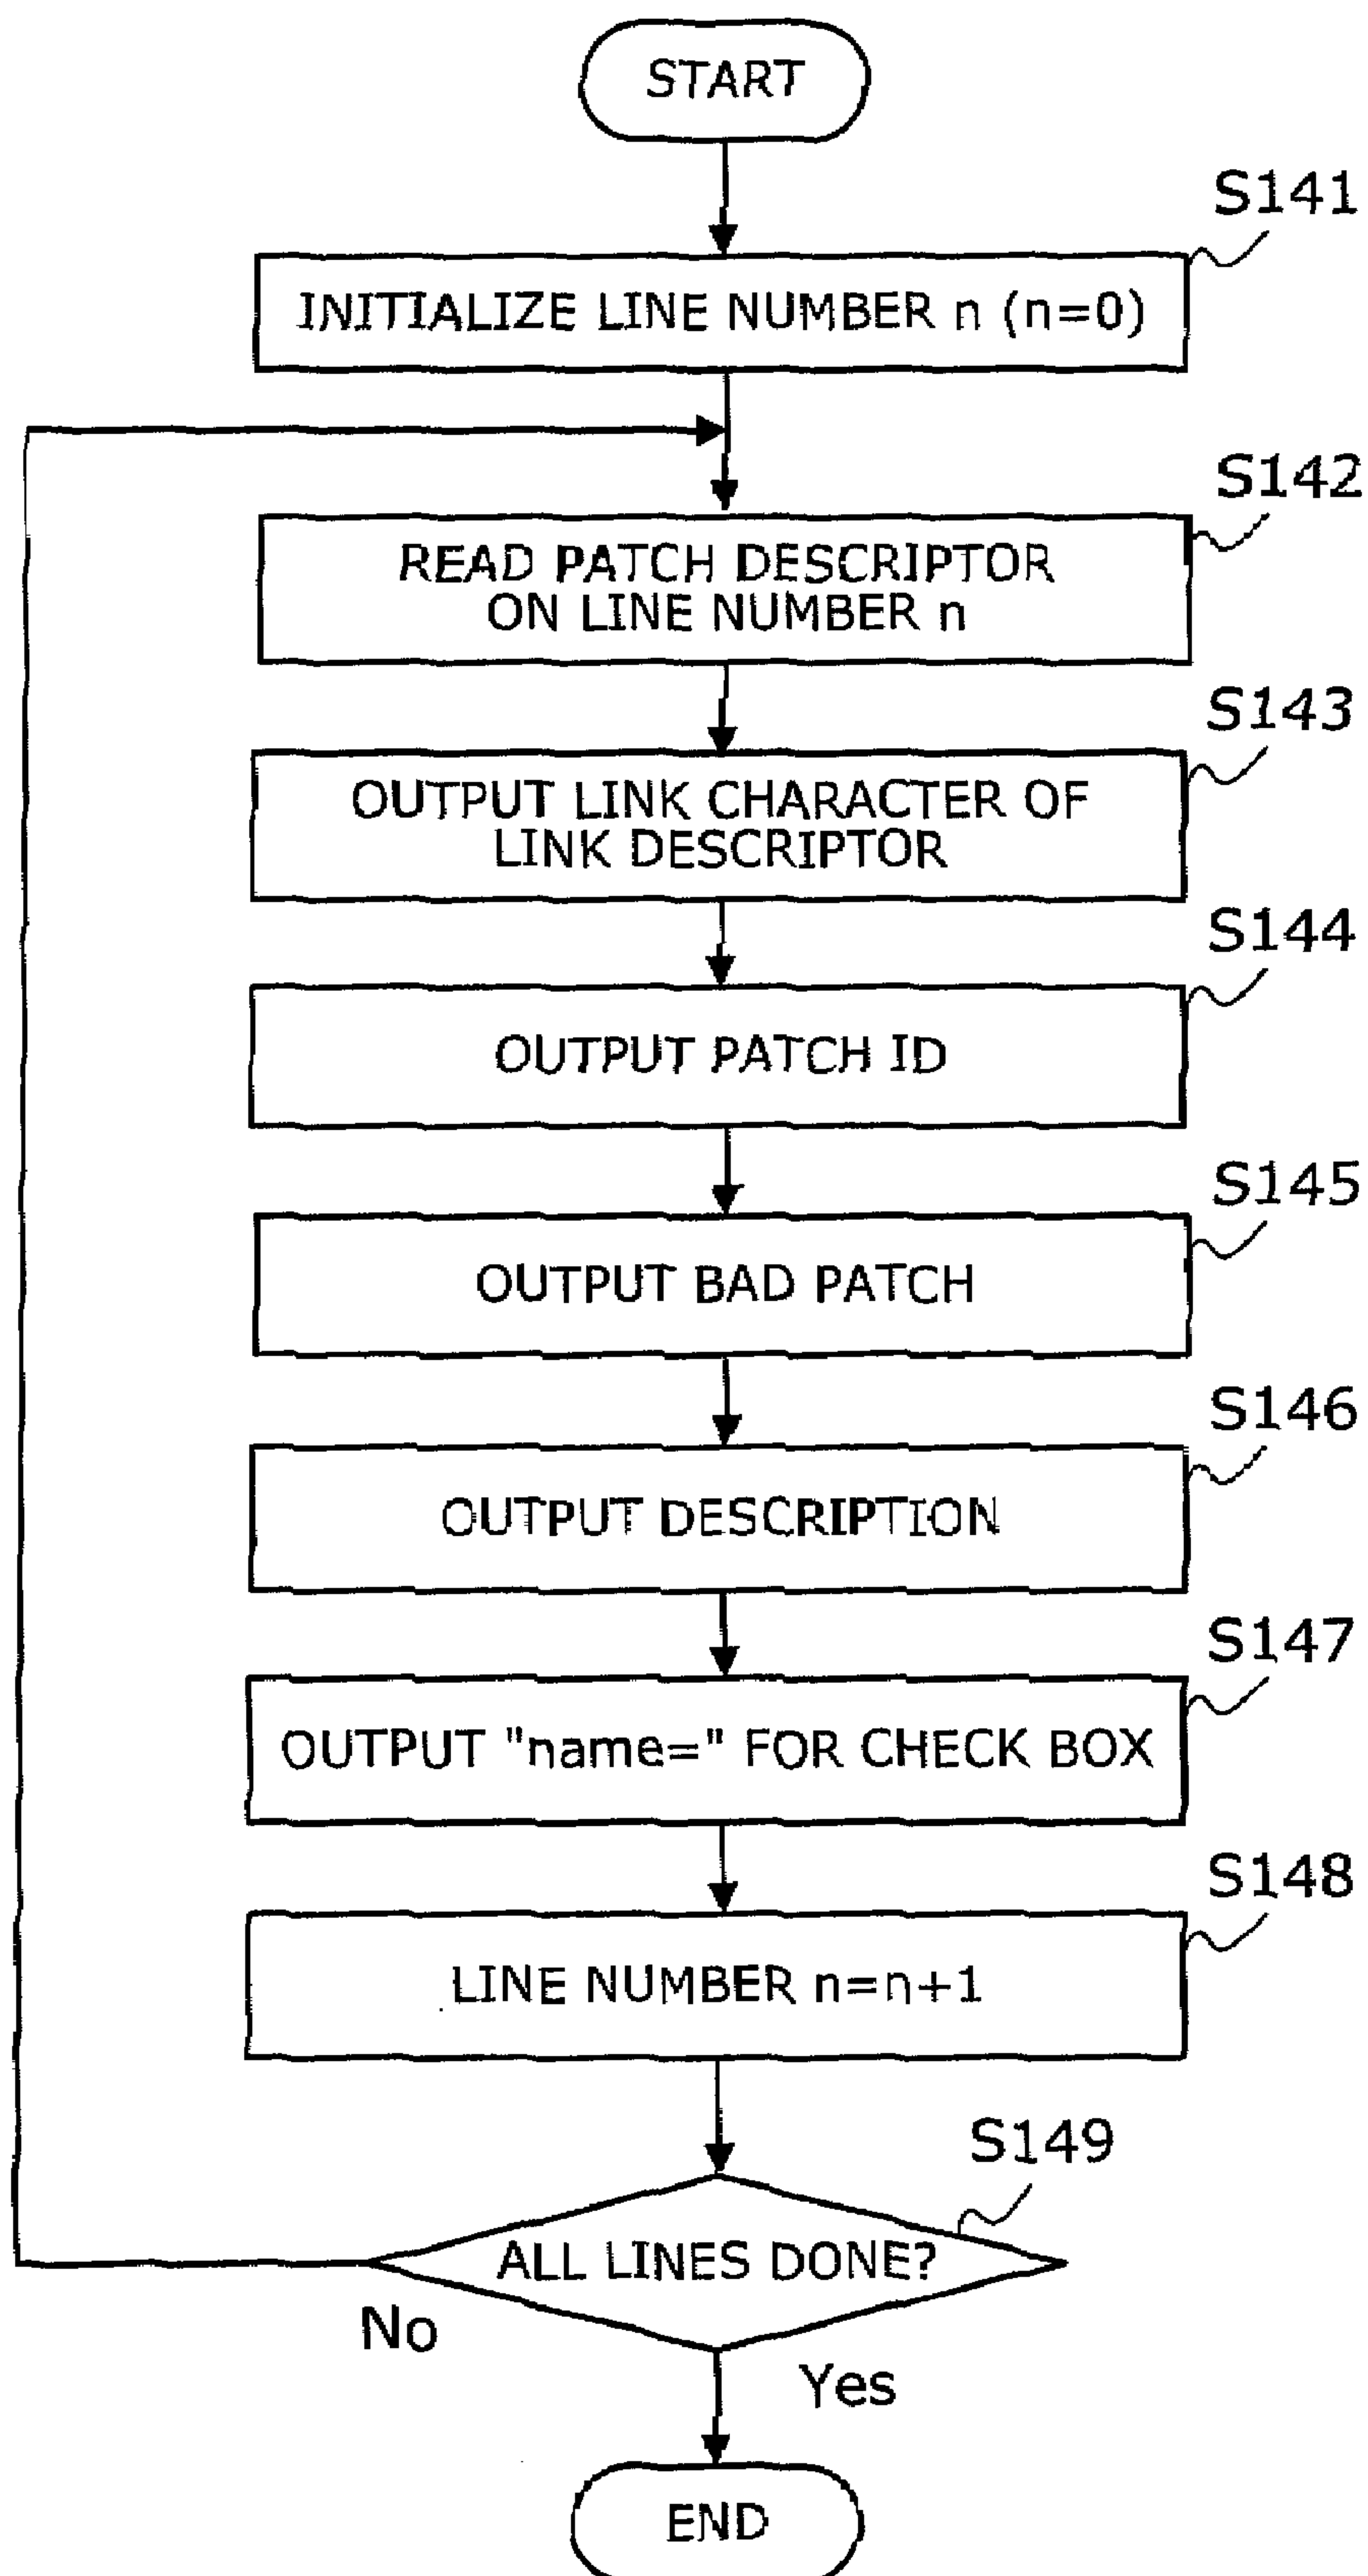 START
S141
INITIALIZE LINE NUMBER n (n=0)
S142
READ PATCH DESCRIPTOR
ON LINE NUMBER n
S143
OUTPUT LINK CHARACTER OF
LINK DESCRIPTOR
S144
OUTPUT PATCH ID
S145
OUTPUT BAD PATCH
S146
OUTPUT DESCRIPTION
S147
OUTPUT "name=" FOR CHECK BOX
S148
LINE NUMBER n=n+1
S149
ALL LINES DONE?
No
Yes
END